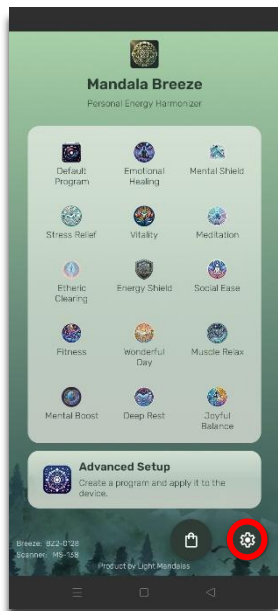 Mandala Breeze
Personal Energy Harmonizer
Default
Program
Emotional
Healing
Mental Shield
Stress Relief
Vitality
Meditation
Etheric
Clearing
Energy Shield
Social Ease
Fitness
Wonderful
Day
Muscle Relax
Mental Boost
Deep Rest
Joyful
Balance
Advanced Setup
Create a program and apply it to the
device.
Breeze: BZ2-0128
Scanner: MS-138
Product by Light Mandalas